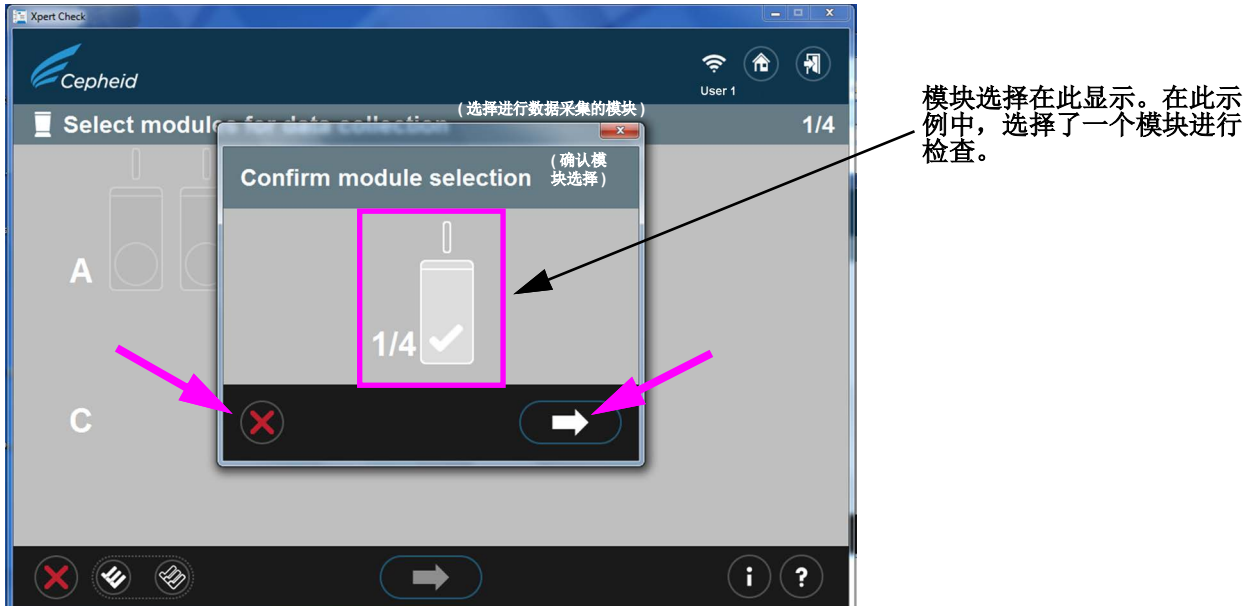 Xpert Check
Cepheid
User 1
(选择进行数据采集的模块)
Select modules for data collection
1/4
Confirm module selection
(确认模
块选择)
A
1/4
C
i
?
模块选择在此显示。在此示
例中，选择了一个模块进行
检查。